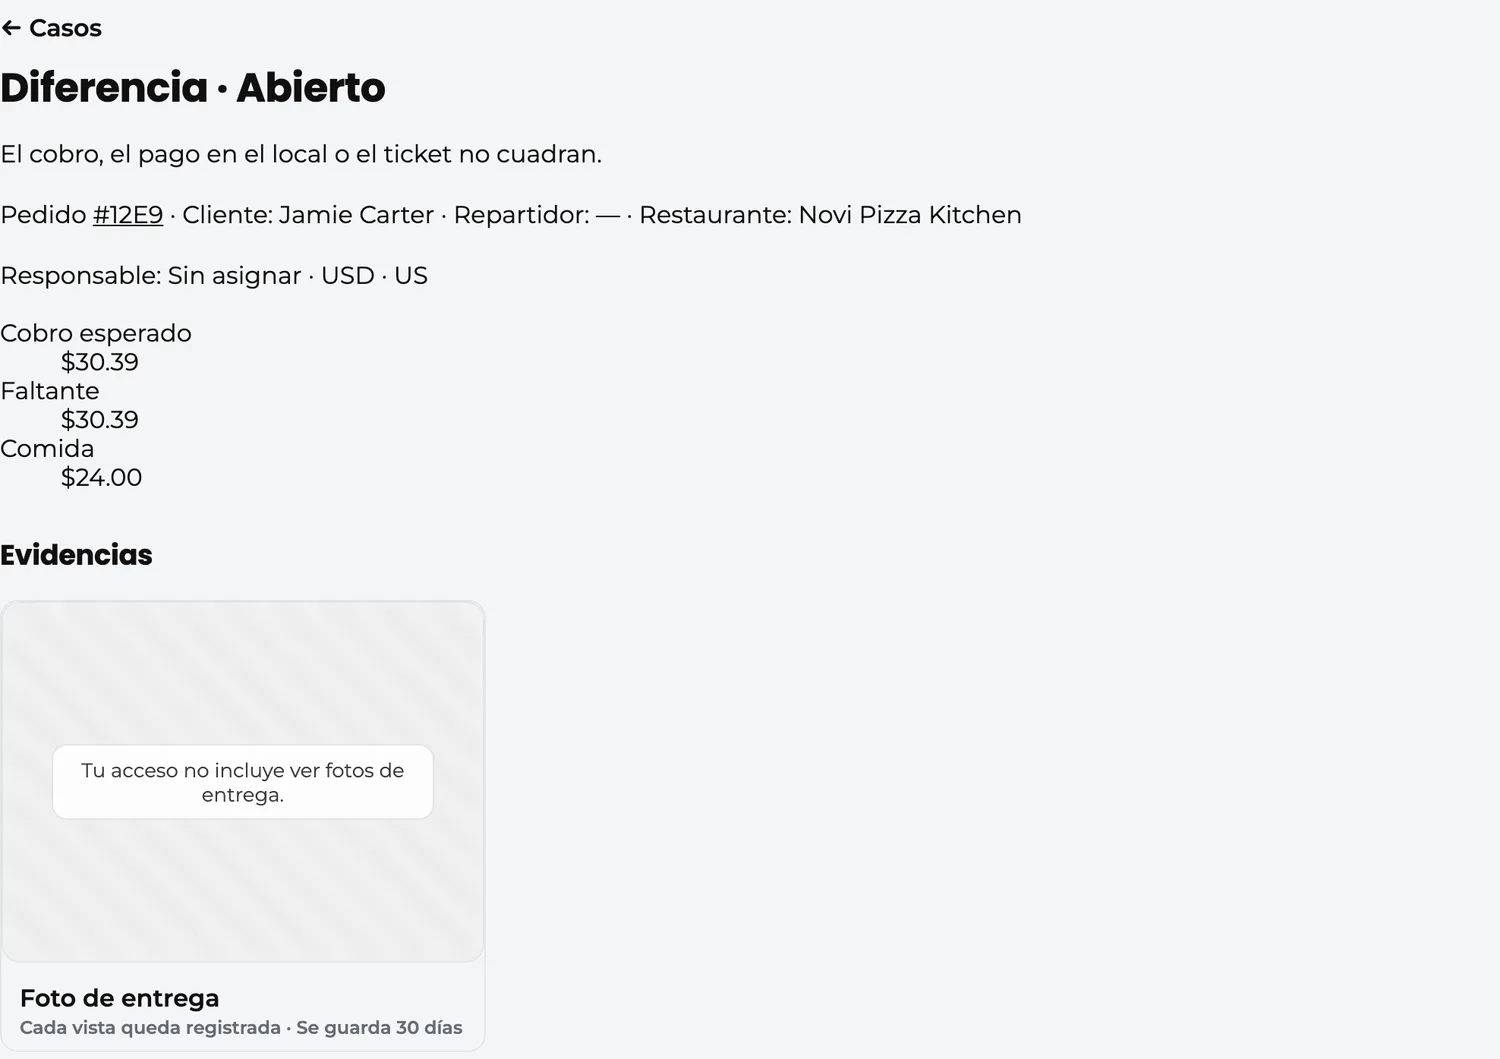 ← Casos
Diferencia · Abierto
El cobro, el pago en el local o el ticket no cuadran.
Pedido #12E9 · Cliente: Jamie Carter · Repartidor: — · Restaurante: Novi Pizza Kitchen
Responsable: Sin asignar · USD · US
Cobro esperado
$30.39
Faltante
$30.39
Comida
$24.00
Evidencias
Tu acceso no incluye ver fotos de
entrega.
Foto de entrega
Cada vista queda registrada · Se guarda 30 días